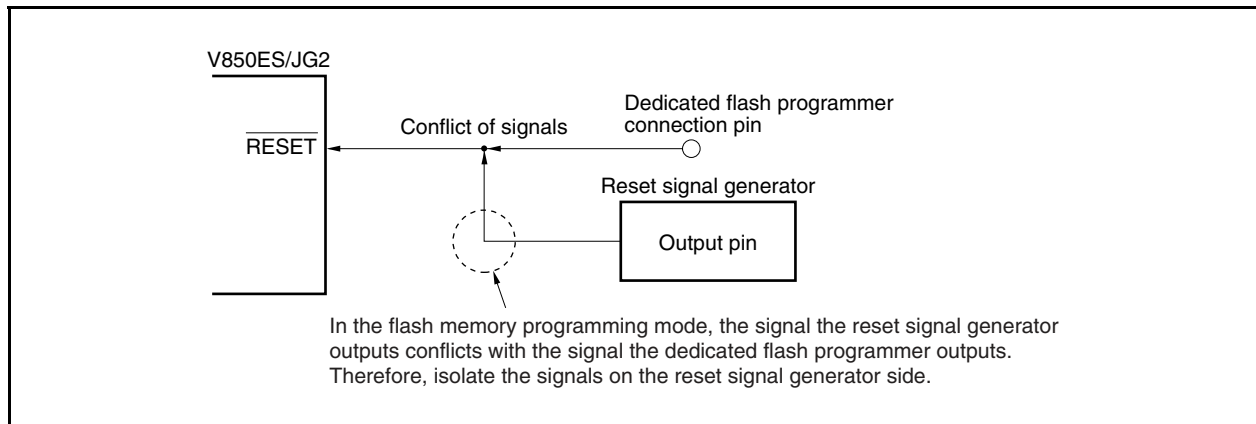 V850ES/JG2
RESET
Conflict of signals
Dedicated flash programmer
connection pin
Reset signal generator
Output pin
In the flash memory programming mode, the signal the reset signal generator
outputs conflicts with the signal the dedicated flash programmer outputs.
Therefore, isolate the signals on the reset signal generator side.